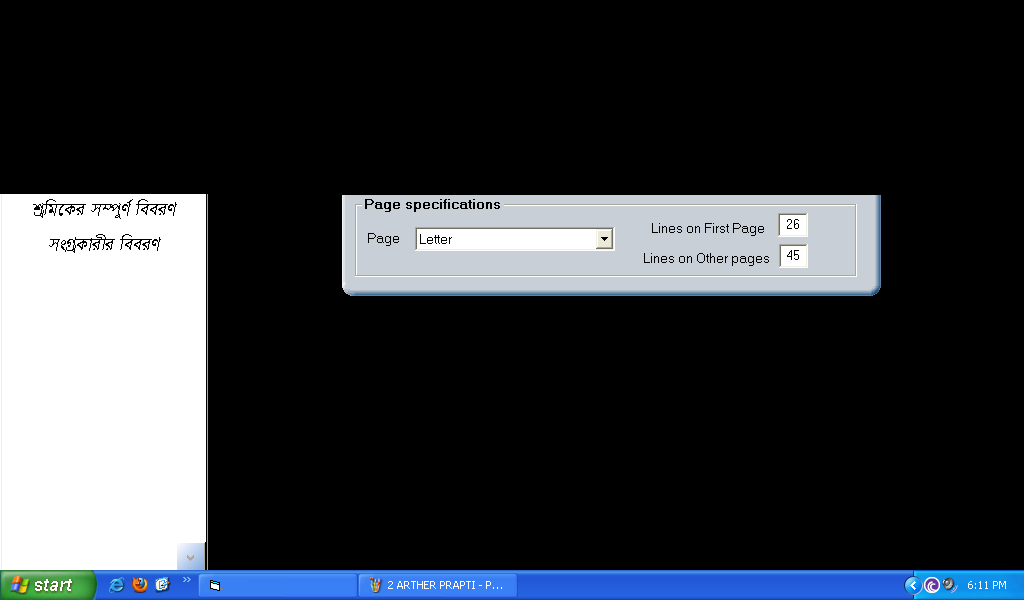 শ্রমিকের সম্পূর্ণ বিবরণ
সংগ্রকারীর বিবরণ
Page specifications
Page
Letter
Lines on First Page
26
Lines on Other pages
45
start
2 ARTHER PRAPTI - P...
6:11 PM